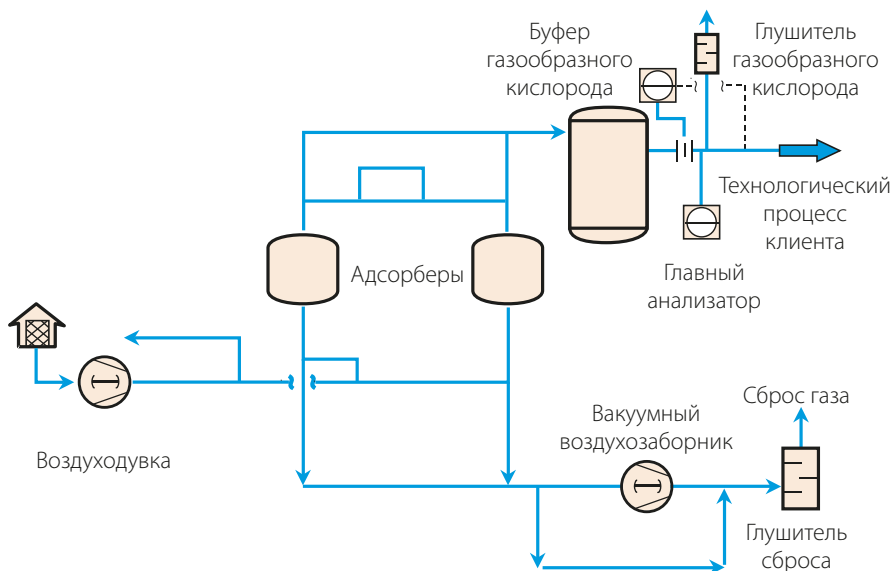 Буфер
газообразного
кислорода
Глушитель
газообразного
кислорода
Технологический
процесс
клиента
Адсорберы
Главный
анализатор
Воздуходувка
Вакуумный
воздухозаборник
Сброс газа
Глушитель
сброса